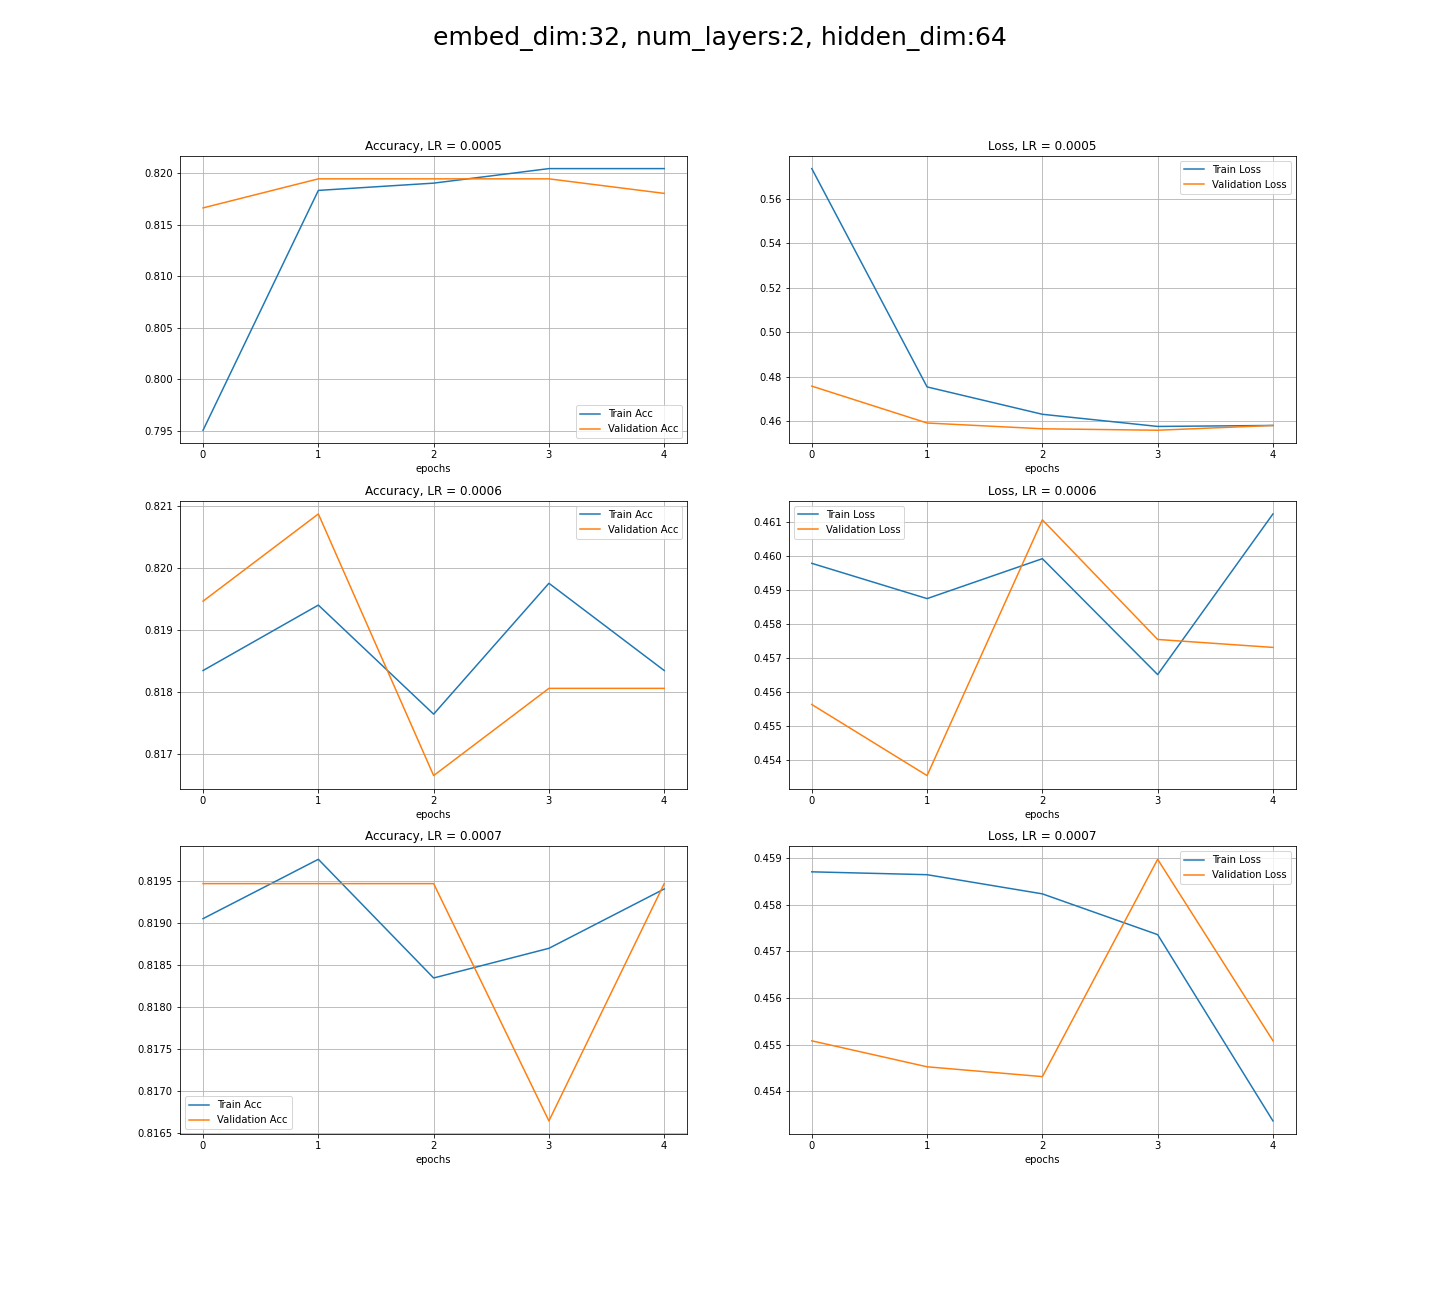 embed_dim:32, num_layers:2, hidden_dim:64
Accuracy, LR = 0.0005
0.820
0.815
0.810
0.805
0.800
0.795
Train Acc
Validation Acc
0 1 2 3 4
epochs
Loss, LR = 0.0005
0.56
0.54
0.52
0.50
0.48
0.46
Train Loss
Validation Loss
0 1 2 3 4
epochs
Accuracy, LR = 0.0006
0.821
0.820
0.819
0.818
0.817
Train Acc
Validation Acc
0 1 2 3 4
epochs
Loss, LR = 0.0006
0.461
0.460
0.459
0.458
0.457
0.456
0.455
0.454
Train Loss
Validation Loss
0 1 2 3 4
epochs
Accuracy, LR = 0.0007
0.8195
0.8190
0.8185
0.8180
0.8175
0.8170
0.8165
Train Acc
Validation Acc
0 1 2 3 4
epochs
Loss, LR = 0.0007
0.459
0.458
0.457
0.456
0.455
0.454
Train Loss
Validation Loss
0 1 2 3 4
epochs